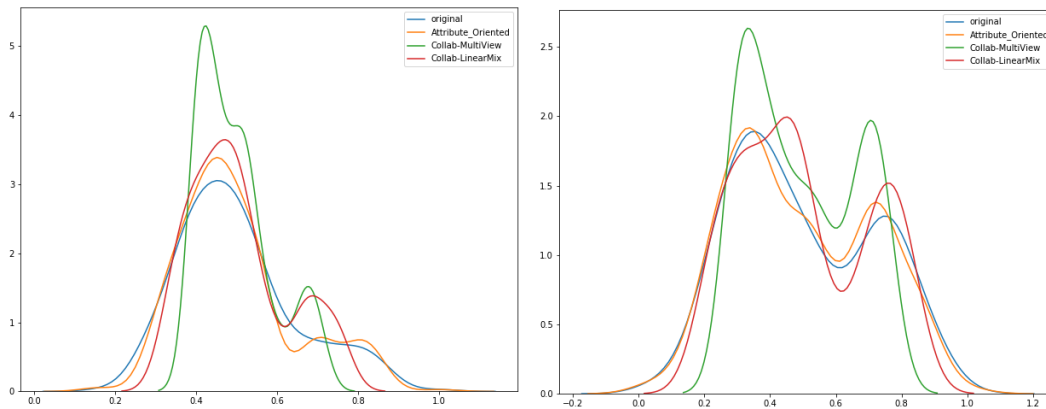 original
Attribute_Oriented
Collab-MultiView
Collab-LinearMix
5
4
3
2
1
0
0.0 0.2 0.4 0.6 0.8 1.0
original
Attribute_Oriented
Collab-MultiView
Collab-LinearMix
2.5
2.0
1.5
1.0
0.5
0.0
−0.2 0.0 0.2 0.4 0.6 0.8 1.0 1.2